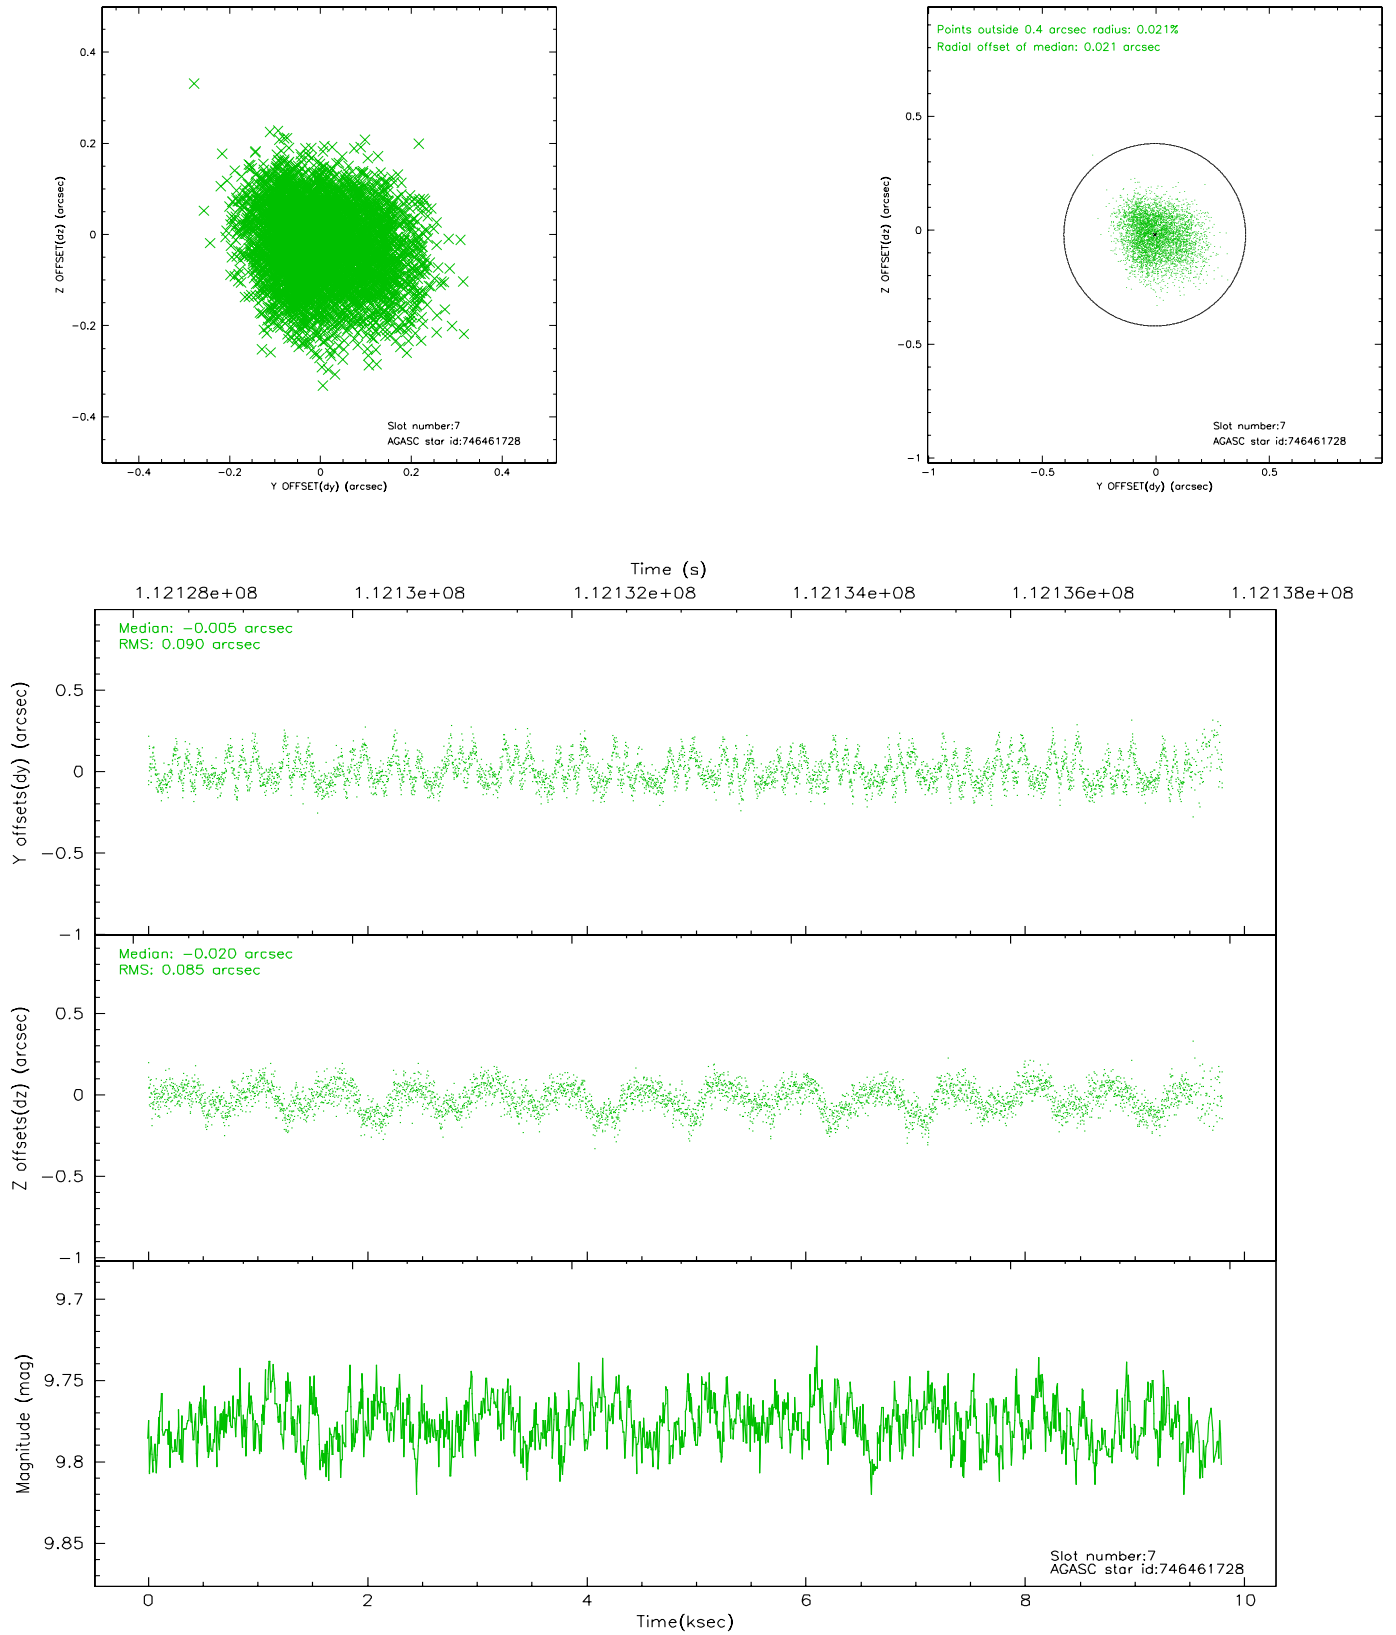 0.4
0.2
0
−0.2
−0.4
Z OFFSET(dz) (arcsec)
−0.4 −0.2 0 0.2 0.4
Y OFFSET(dy) (arcsec)
Slot number:7
AGASC star id:746461728
Points outside 0.4 arcsec radius: 0.021%
Radial offset of median: 0.021 arcsec
0.5
0
−0.5
−1
Z OFFSET(dz) (arcsec)
−1 −0.5 0 0.5
Y OFFSET(dy) (arcsec)
Slot number:7
AGASC star id:746461728
Time (s)
1.12128e+08 1.1213e+08 1.12132e+08 1.12134e+08 1.12136e+08 1.12138e+08
Median: −0.005 arcsec
RMS: 0.090 arcsec
0.5
0
−0.5
−1
Y offsets(dy) (arcsec)
Median: −0.020 arcsec
RMS: 0.085 arcsec
0.5
0
−0.5
−1
Z offsets(dz) (arcsec)
9.7
9.75
9.8
9.85
Magnitude (mag)
Slot number:7
AGASC star id:746461728
0 2 4 6 8 10
Time(ksec)